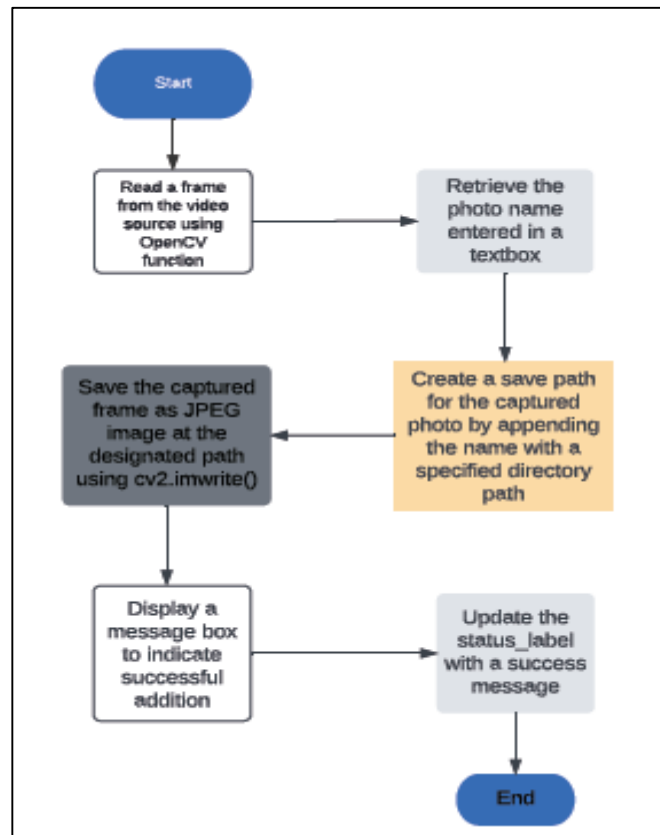 Start
Read a frame
from the video
source using
OpenCV
function
Retrieve the
photo name
entered in a
textbox
Create a save path
for the captured
photo by appending
the name with a
specified directory
path
Save the captured
frame as JPEG
image at the
designated path
using cv2.imwrite()
Display a
message box
to indicate
successful
addition
Update the
status_label
with a success
message
End